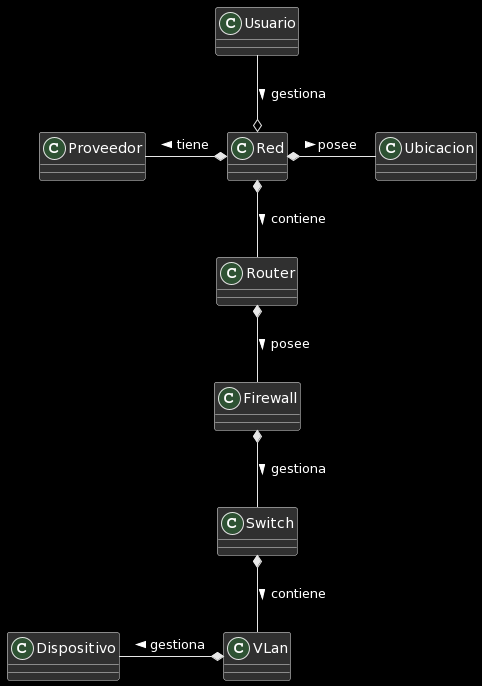 C Usuario
gestiona
C Proveedor
tiene
C Red
posee
C Ubicacion
contiene
C Router
posee
C Firewall
gestiona
C Switch
contiene
C Dispositivo
gestiona
C VLan